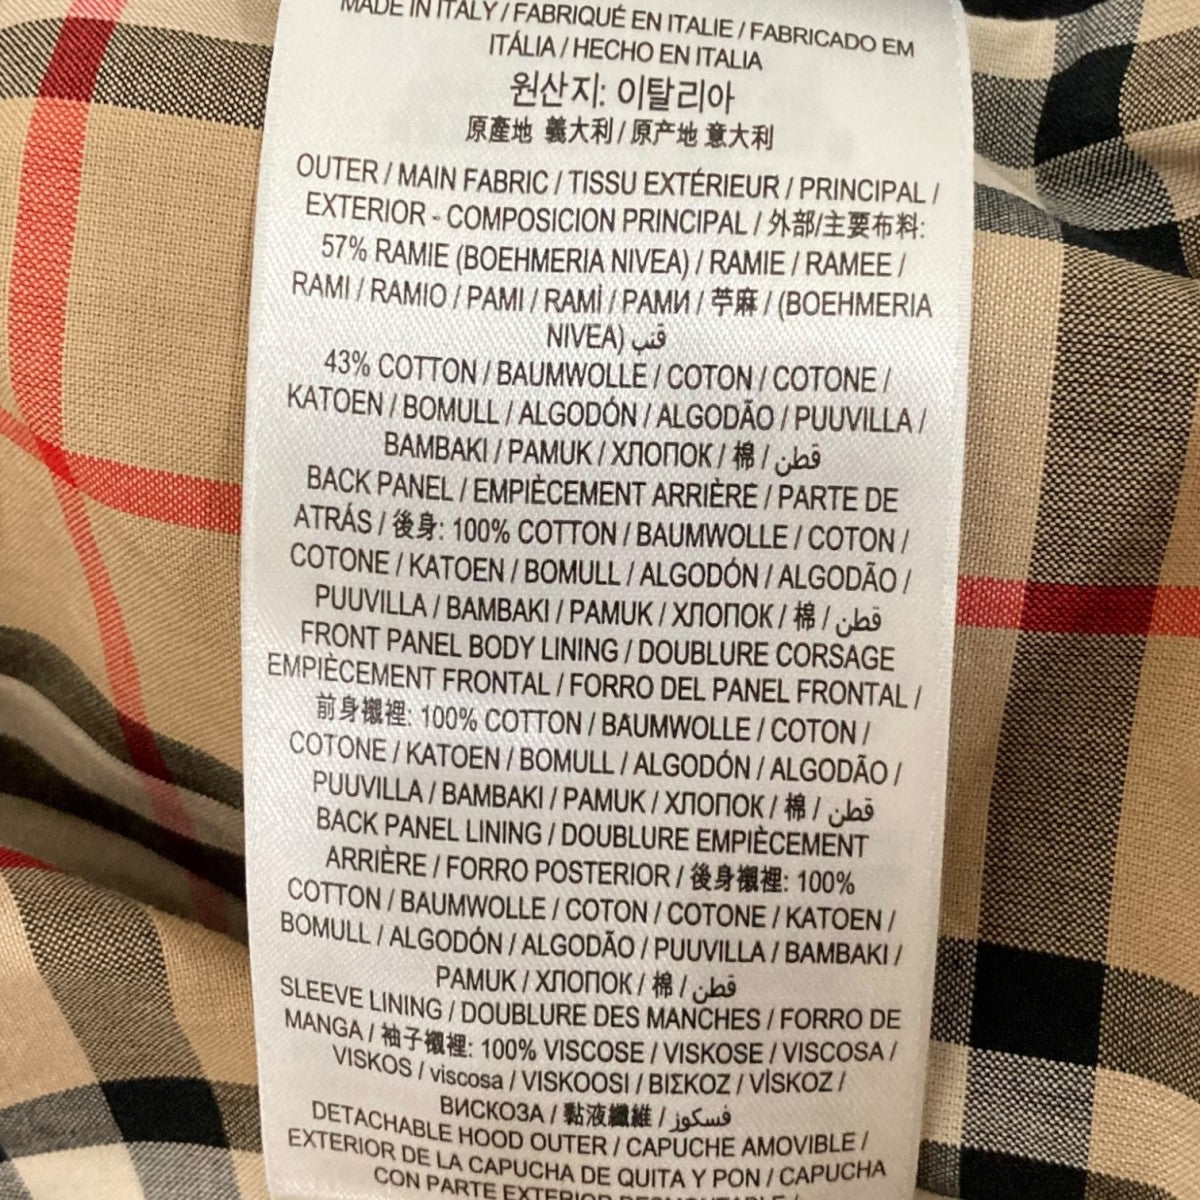 MADE IN ITALY / FABRIQUÉ EN ITALIE / FABRICADO EM
ITÁLIA / HECHO EN ITALIA
원산지: 이탈리아
原產地 義大利 / 原产地 意大利
OUTER / MAIN FABRIC / TISSU EXTÉRIEUR / PRINCIPAL /
EXTERIOR - COMPOSICION PRINCIPAL / 外部/主要布料:
57% RAMIE (BOEHMERIA NIVEA) / RAMIE / RAMEE /
RAMI / RAMIO / ΡΑΜΙ / RAMİ / РАМИ / 苧麻 / (BOEHMERIA
NIVEA) قنب
43% COTTON / BAUMWOLLE / COTON / COTONE /
KATOEN / BOMULL / ALGODÓN / ALGODÃO / PUUVILLA /
ΒΑΜΒΑΚΙ / PAMUK / ХЛОПОК / 棉 / قطن
BACK PANEL / EMPIÈCEMENT ARRIÈRE / PARTE DE
ATRÁS / 後身: 100% COTTON / BAUMWOLLE / COTON /
COTONE / KATOEN / BOMULL / ALGODÓN / ALGODÃO /
PUUVILLA / ΒΑΜΒΑΚΙ / PAMUK / ХЛОПОК / 棉 / قطن
FRONT PANEL BODY LINING / DOUBLURE CORSAGE
EMPIÈCEMENT FRONTAL / FORRO DEL PANEL FRONTAL /
前身襯裡: 100% COTTON / BAUMWOLLE / COTON /
COTONE / KATOEN / BOMULL / ALGODÓN / ALGODÃO /
PUUVILLA / ΒΑΜΒΑΚΙ / PAMUK / ХЛОПОК / 棉 / قطن
BACK PANEL LINING / DOUBLURE EMPIÈCEMENT
ARRIÈRE / FORRO POSTERIOR / 後身襯裡: 100%
COTTON / BAUMWOLLE / COTON / COTONE / KATOEN /
BOMULL / ALGODÓN / ALGODÃO / PUUVILLA / ΒΑΜΒΑΚΙ /
PAMUK / ХЛОПОК / 棉 / قطن
SLEEVE LINING / DOUBLURE DES MANCHES / FORRO DE
MANGA / 袖子襯裡: 100% VISCOSE / VISKOSE / VISCOSA /
VISKOS / viscosa / VISKOOSI / ΒΙΣΚΟΖ / VİSKOZ /
ВИСКОЗА / 黏液纖維 / فسكوز
DETACHABLE HOOD OUTER / CAPUCHE AMOVIBLE /
EXTERIOR DE LA CAPUCHA DE QUITA Y PON / CAPUCHA
CON PARTE EXTERIOR DESMONTABLE /